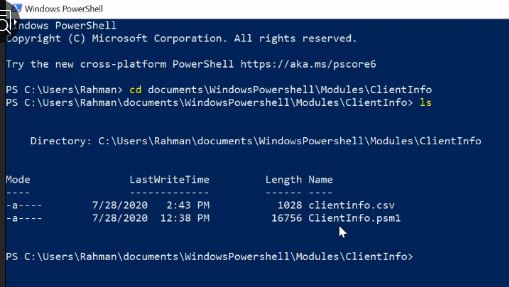 Windows PowerShell
Windows PowerShell
Copyright (C) Microsoft Corporation. All rights reserved.
Try the new cross-platform PowerShell https://aka.ms/pscore6
PS C:\Users\Rahman> cd documents\WindowsPowershell\Modules\ClientInfo
PS C:\Users\Rahman\documents\WindowsPowershell\Modules\ClientInfo> ls
Directory: C:\Users\Rahman\documents\WindowsPowershell\Modules\ClientInfo
Mode LastWriteTime Length Name
---- ------------- ------ ----
-a---- 7/28/2020 2:43 PM 1028 clientinfo.csv
-a---- 7/28/2020 12:38 PM 16756 ClientInfo.psm1
PS C:\Users\Rahman\documents\WindowsPowershell\Modules\ClientInfo>